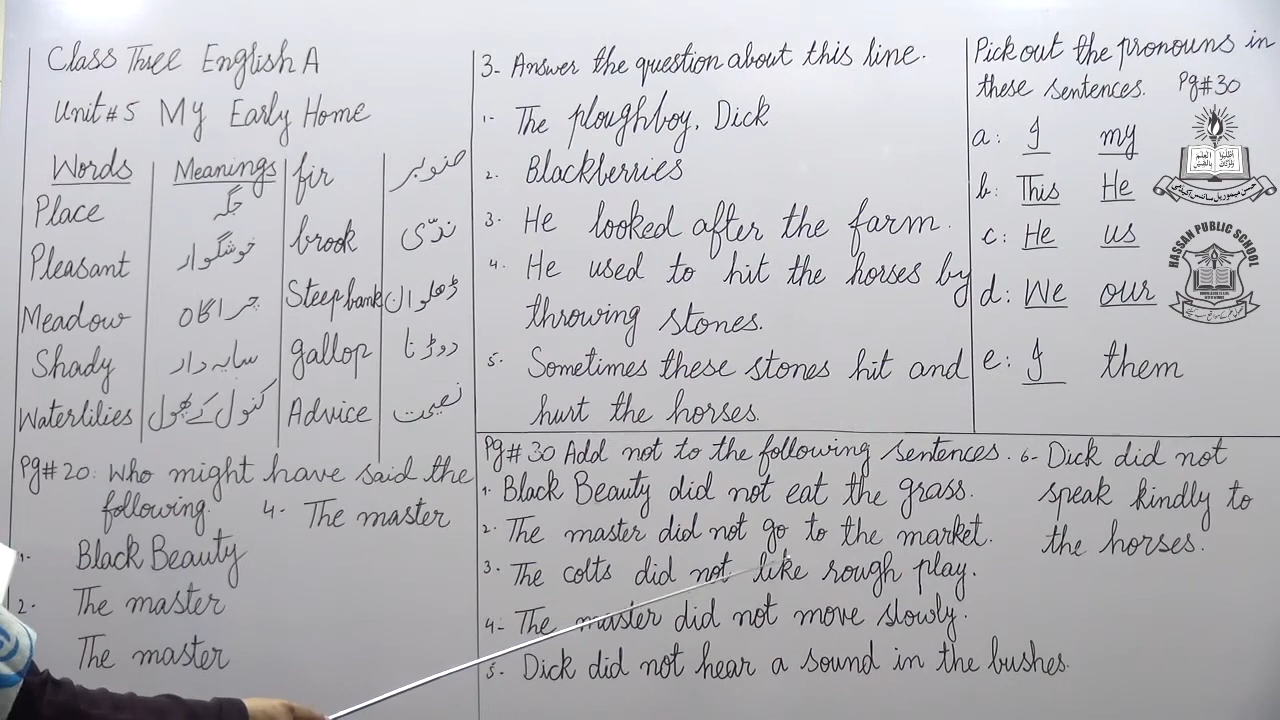 Class Three English A
Unit # 5 My Early Home
Words Meanings
Place جگہ
Pleasant خوشگوار
Meadow چراگاہ
Shady سایہ دار
Waterlilies کنول کے پھول
fir صنوبر
brook ندّی
Steep bank ڈھلوان
gallop دوڑنا
Advice نصیحت
Pg# 20: Who might have said the
following.
1- Black Beauty
2- The master
The master
4- The master
3- Answer the question about this line.
1- The ploughboy, Dick
2. Blackberries
3. He looked after the farm.
4. He used to hit the horses by
throwing stones.
5. Sometimes these stones hit and
hurt the horses.
Pg# 30 Add not to the following sentences.
1. Black Beauty did not eat the grass.
2. The master did not go to the market.
3. The colts did not like rough play.
4- The master did not move slowly.
5. Dick did not hear a sound in the bushes.
6- Dick did not
speak kindly to
the horses.
Pick out the pronouns in
these sentences. Pg# 30
a: I my
b: This He
c: He us
d: We our
e: I them
HASSAN PUBLIC SCHOOL